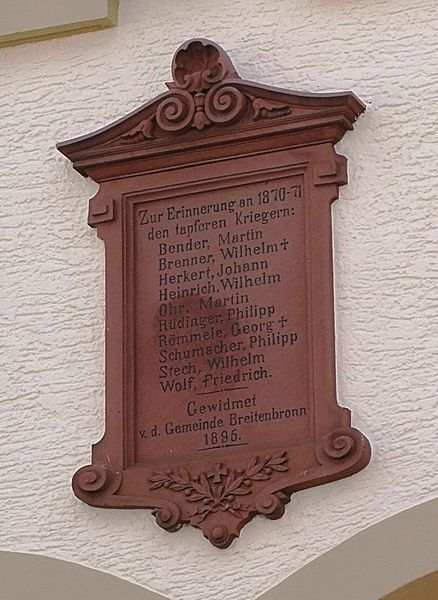 Zur Erinnerung an 1870-71
den tapferen Kriegern:
Bender, Martin
Brenner, Wilhelm +
Herkert, Johann
Heinrich, Wilhelm
Ohr, Martin
Rüdinger, Philipp
Römmele, Georg +
Schumacher, Philipp
Stech, Wilhelm
Wolf, Friedrich.
Gewidmet
v. d. Gemeinde Breitenbronn
1895.